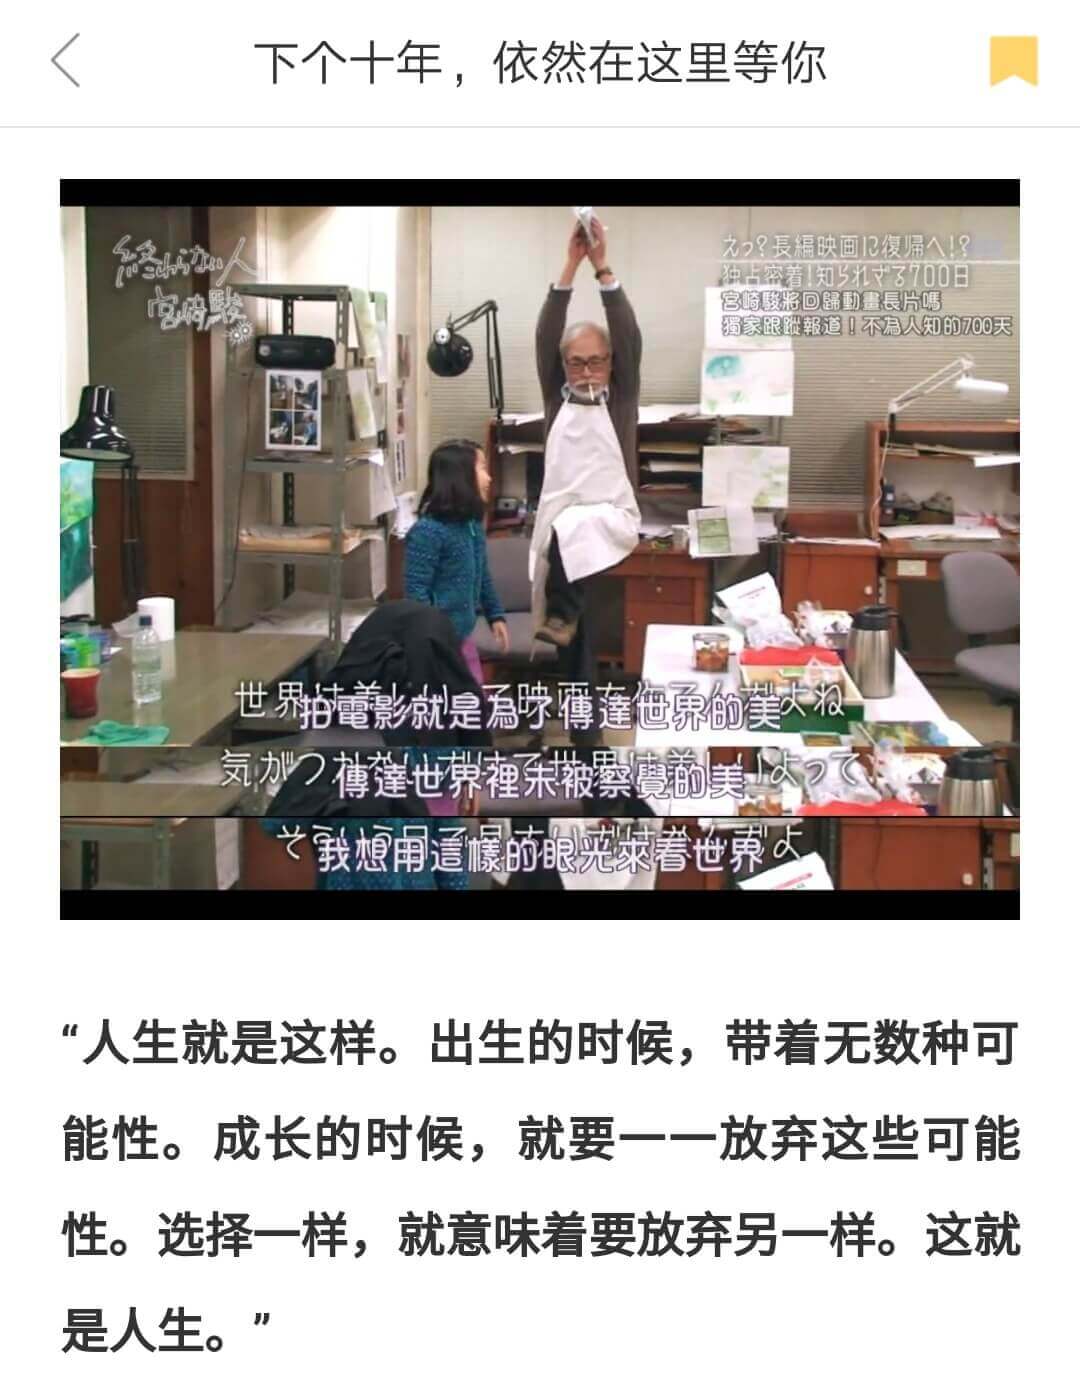 下个十年，依然在这里等你
終わらない人
宮崎駿
えっ?長編映画に復帰へ!?
独占密着!知られざる700日
宮崎駿將回歸動畫長片嗎
獨家跟蹤報道！不為人知的700天
拍電影就是為了傳達世界的美
傳達世界裡未被察覺的美
我想用這樣的眼光來看世界
“人生就是这样。出生的时候，带着无数种可
能性。成长的时候，就要一一放弃这些可能
性。选择一样，就意味着要放弃另一样。这就
是人生。”